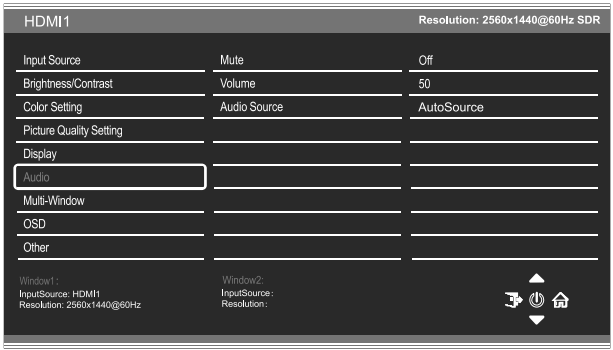 HDMI1 Resolution: 2560x1440@60Hz SDR
Input Source Mute Off
Brightness/Contrast Volume 50
Color Setting Audio Source AutoSource
Picture Quality Setting
Display
Audio
Multi-Window
OSD
Other
Window1: Window2:
InputSource: HDMI1 InputSource:
Resolution: 2560x1440@60Hz Resolution: